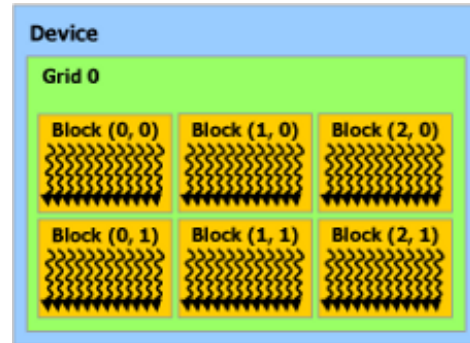 Device
Grid 0
Block (0, 0) Block (1, 0) Block (2, 0)
Block (0, 1) Block (1, 1) Block (2, 1)